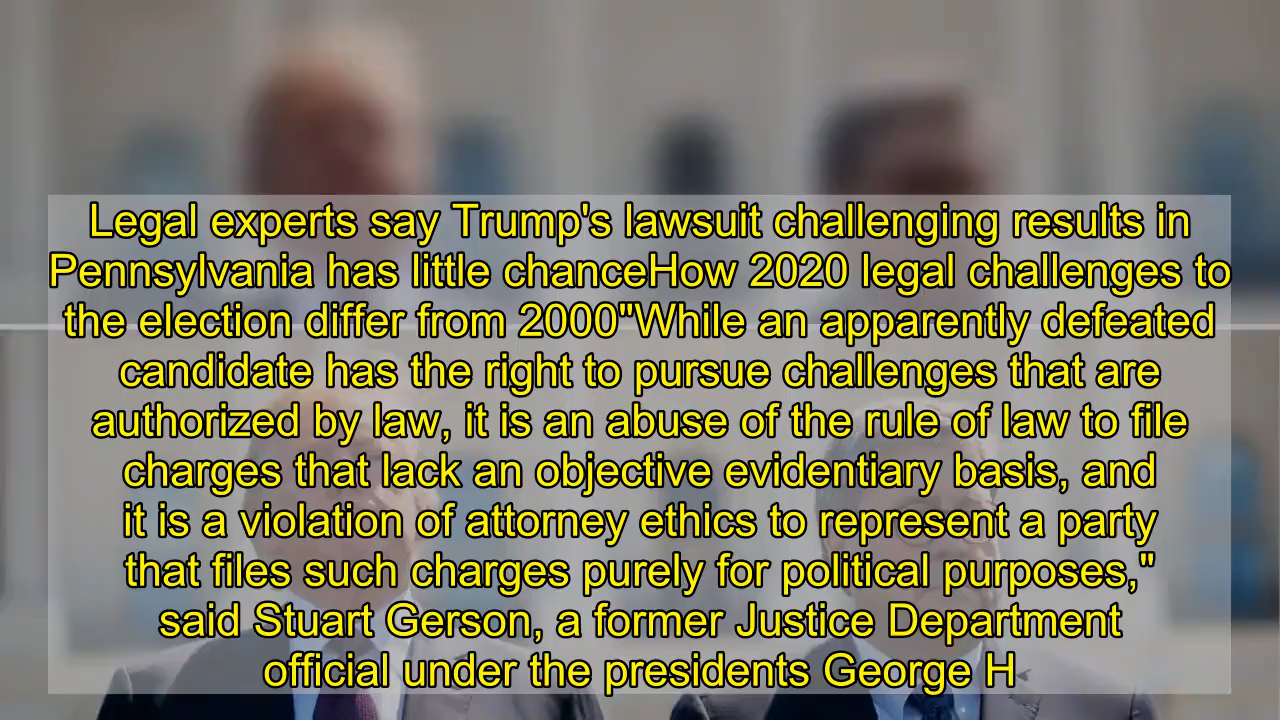 Legal experts say Trump's lawsuit challenging results in
Pennsylvania has little chanceHow 2020 legal challenges to
the election differ from 2000"While an apparently defeated
candidate has the right to pursue challenges that are
authorized by law, it is an abuse of the rule of law to file
charges that lack an objective evidentiary basis, and
it is a violation of attorney ethics to represent a party
that files such charges purely for political purposes,"
said Stuart Gerson, a former Justice Department
official under the presidents George H